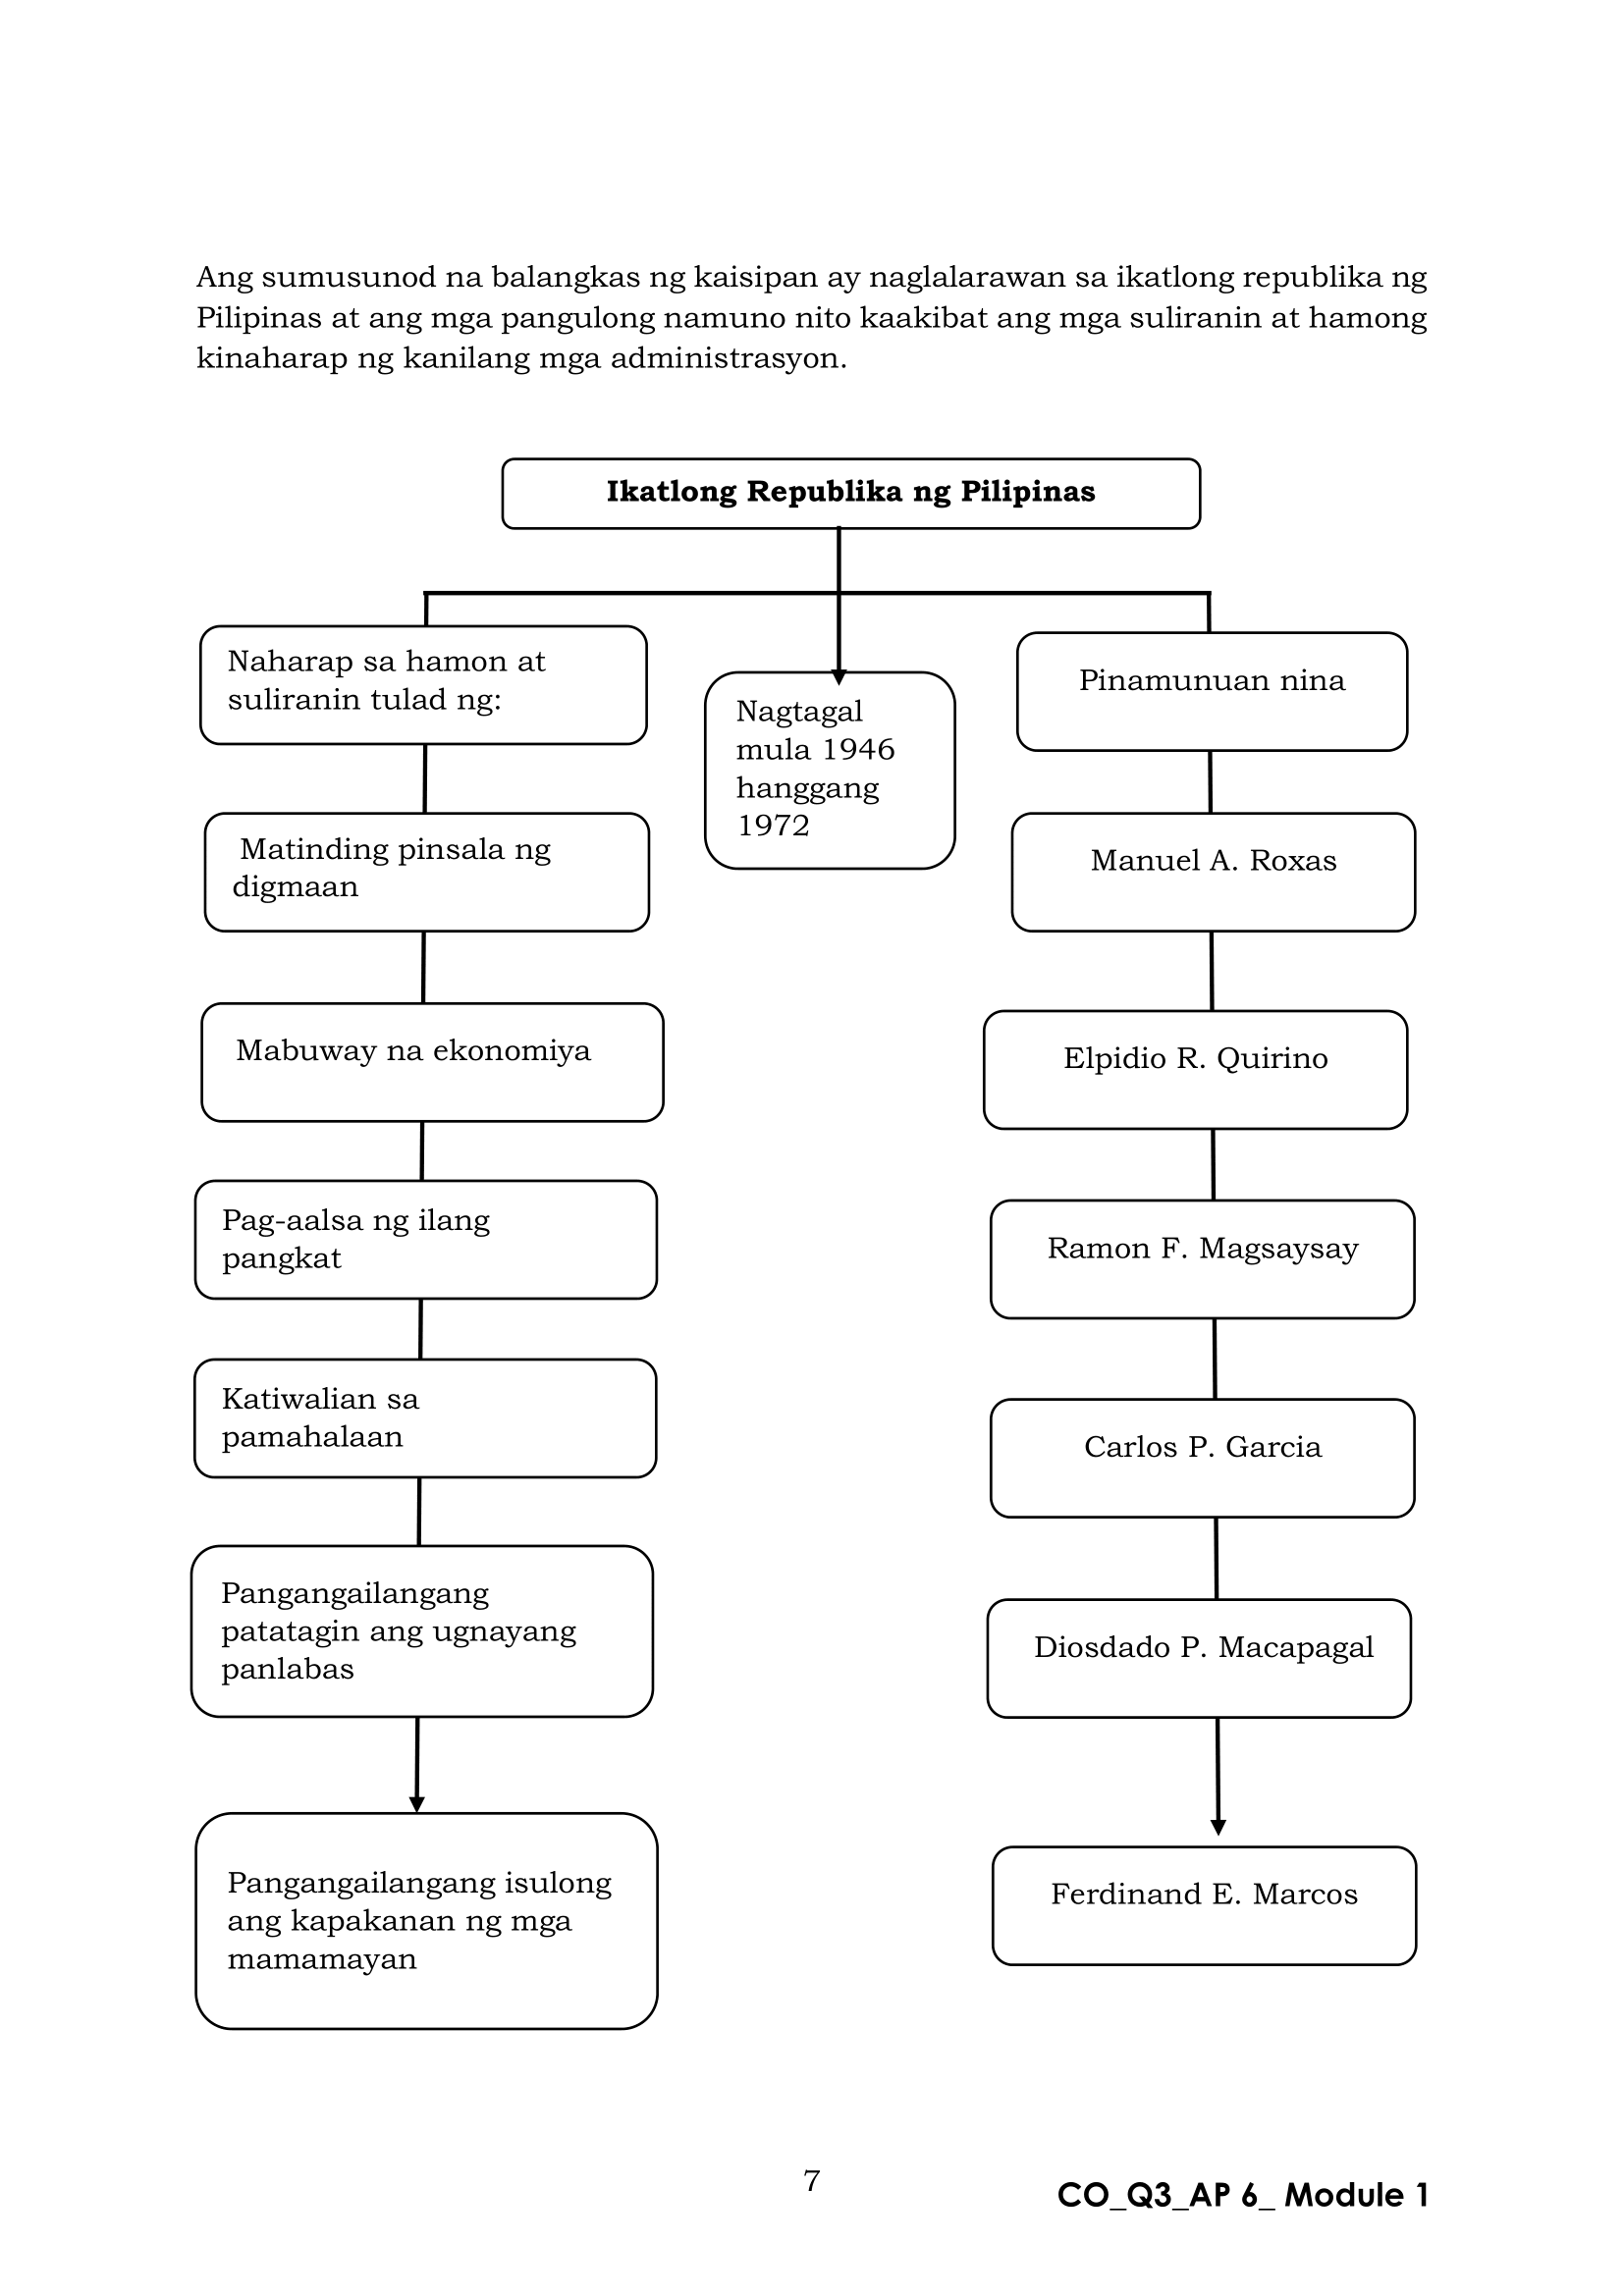 Ang sumusunod na balangkas ng kaisipan ay naglalarawan sa ikatlong republika ng
Pilipinas at ang mga pangulong namuno nito kaakibat ang mga suliranin at hamong
kinaharap ng kanilang mga administrasyon.
Ikatlong Republika ng Pilipinas
Naharap sa hamon at
suliranin tulad ng:
Matinding pinsala ng
digmaan
Mabuway na ekonomiya
Pag-aalsa ng ilang
pangkat
Katiwalian sa
pamahalaan
Pangangailangang
patatagin ang ugnayang
panlabas
Pangangailangang isulong
ang kapakanan ng mga
mamamayan
Nagtagal
mula 1946
hanggang
1972
Pinamunuan nina
Manuel A. Roxas
Elpidio R. Quirino
Ramon F. Magsaysay
Carlos P. Garcia
Diosdado P. Macapagal
Ferdinand E. Marcos
7
CO_Q3_AP 6_ Module 1